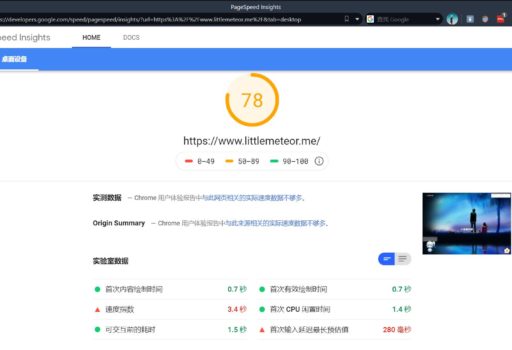 PageSpeed Insights
s://developers.google.com/speed/pagespeed/insights/?url=https%3A%2F%2Fwww.littlemeteor.me%2F&tab=desktop
查找 Google
Speed Insights
HOME
DOCS
桌面设备
78
https://www.littlemeteor.me/
0–49
50–89
90–100
实测数据 — Chrome 用户体验报告中与此网页相关的实际速度数据不够多。
Origin Summary — Chrome 用户体验报告中与此来源相关的实际速度数据不够多。
实验室数据
首次内容绘制时间 0.7 秒
首次有效绘制时间 0.7 秒
速度指数 3.4 秒
首次 CPU 闲置时间 1.4 秒
可交互前的耗时 1.5 秒
首次输入延迟最长预估值 280 毫秒